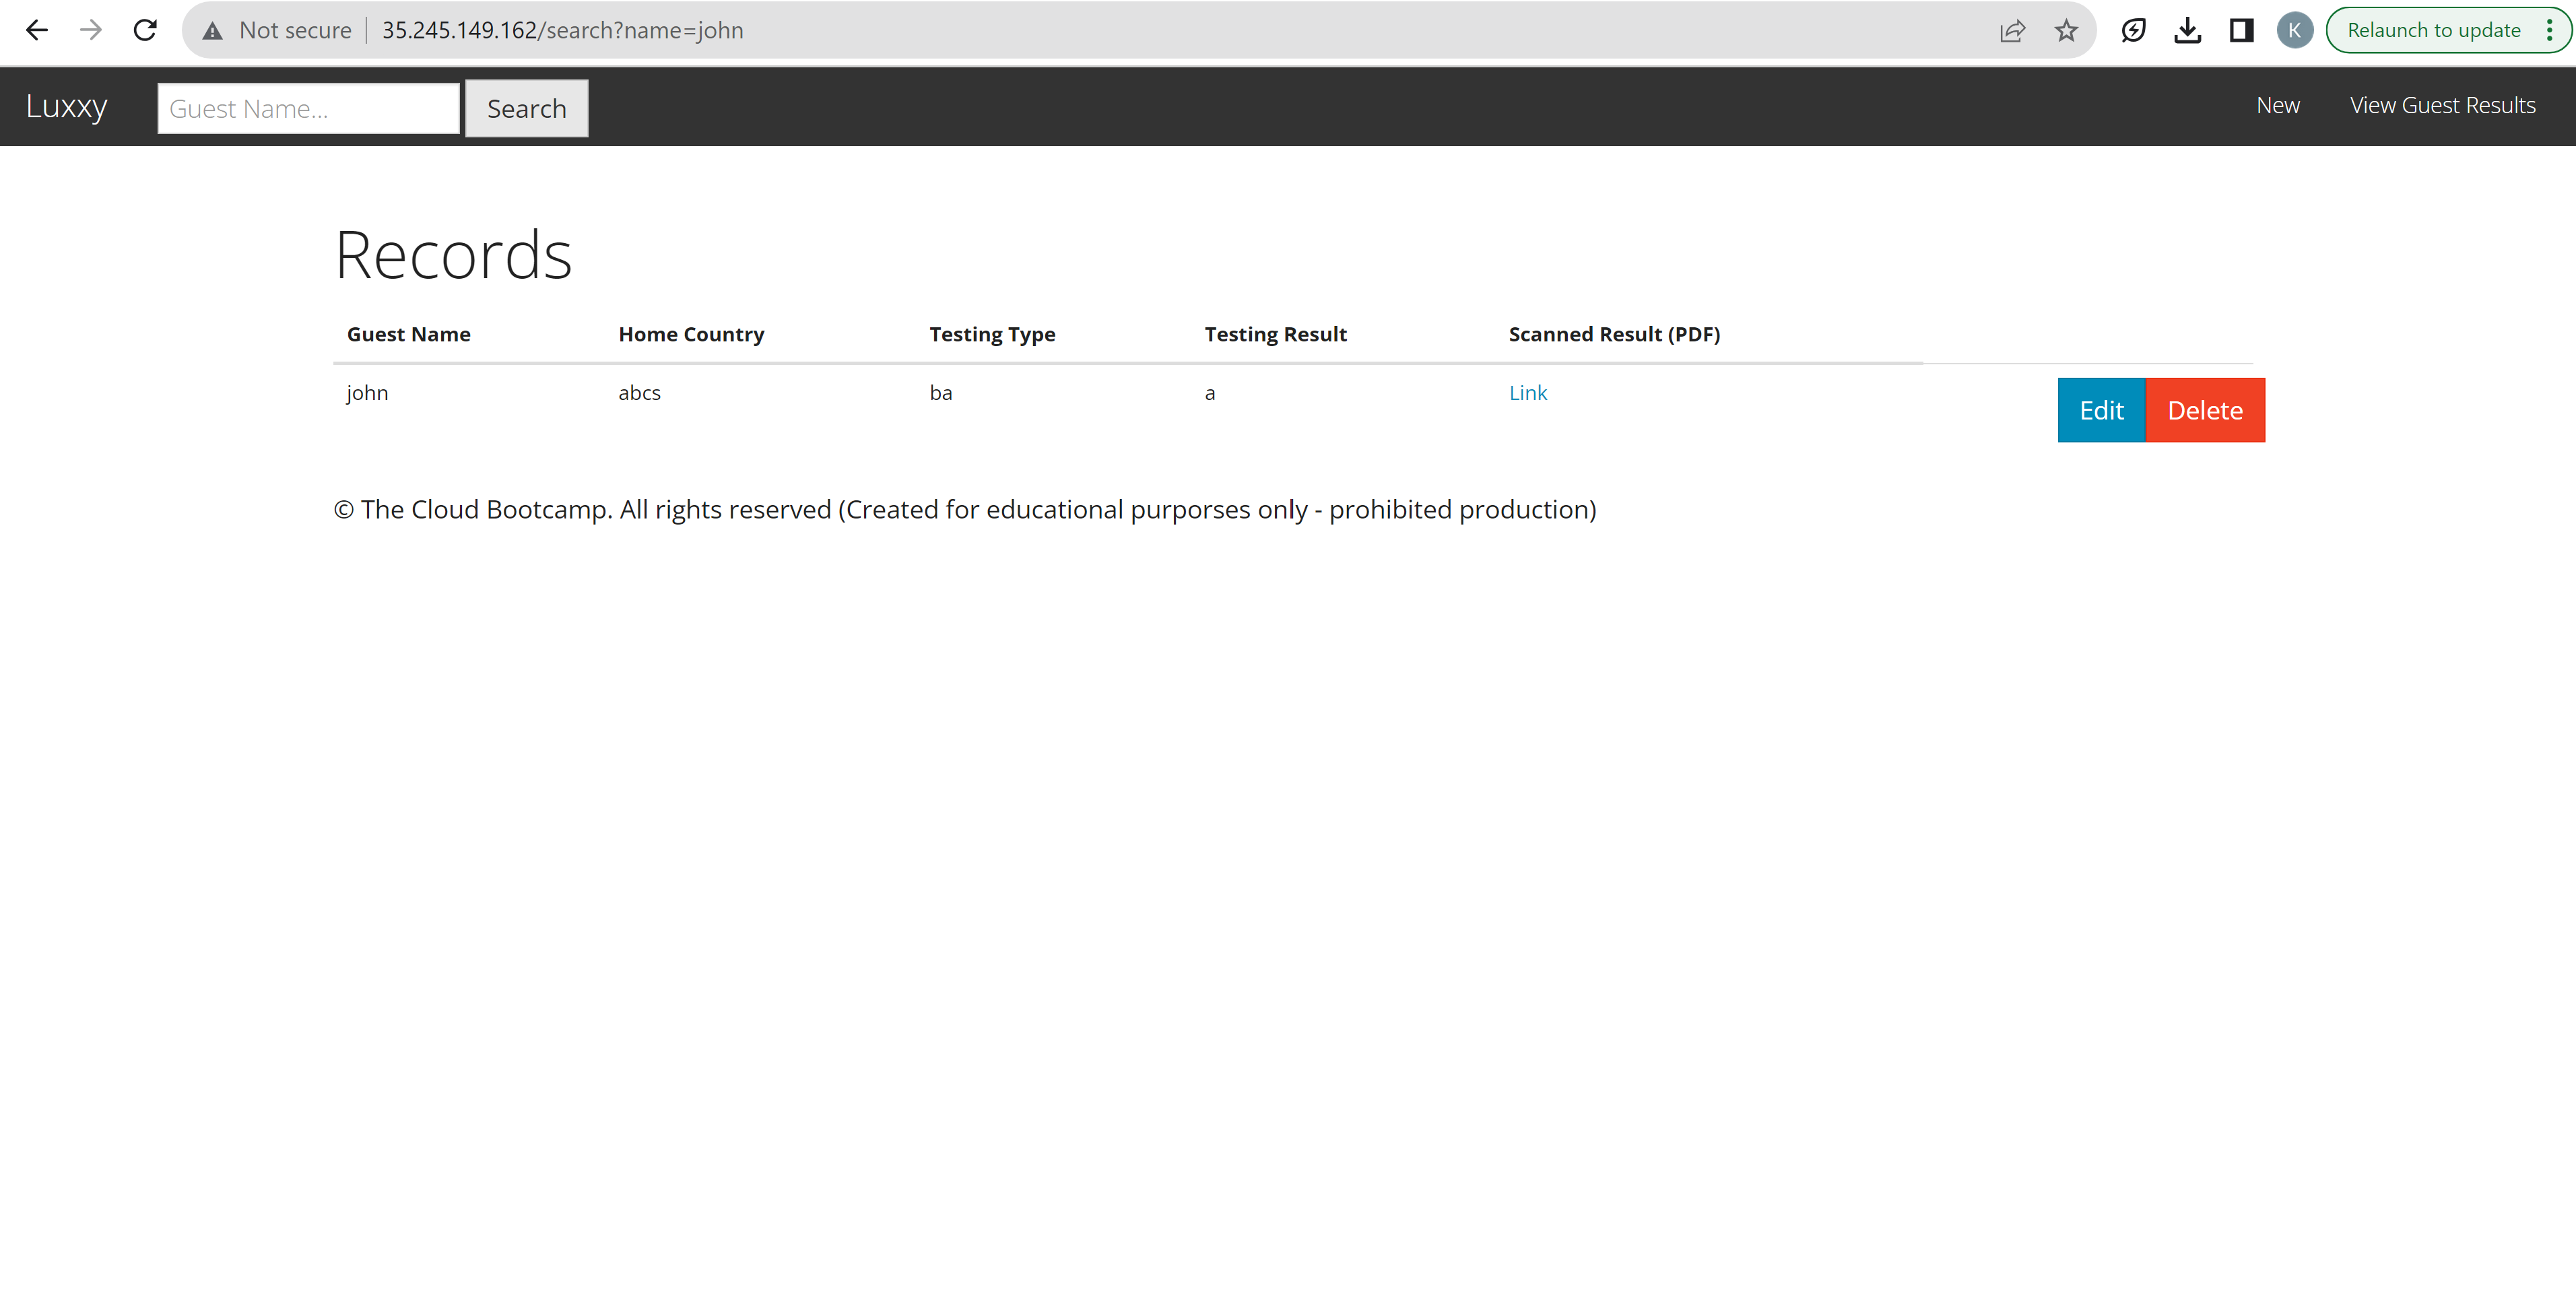 Not secure 35.245.149.162/search?name=john K Relaunch to update
Luxxy Guest Name... Search New View Guest Results
Records
Guest Name Home Country Testing Type Testing Result Scanned Result (PDF)
john abcs ba a Link Edit Delete
© The Cloud Bootcamp. All rights reserved (Created for educational purporses only - prohibited production)